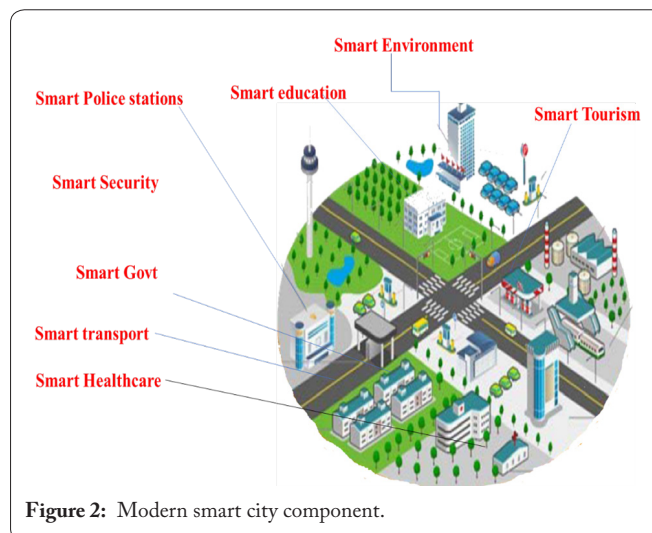 Smart Environment
Smart Police stations
Smart education
Smart Tourism
Smart Security
Smart Govt
Smart transport
Smart Healthcare
Figure 2: Modern smart city component.